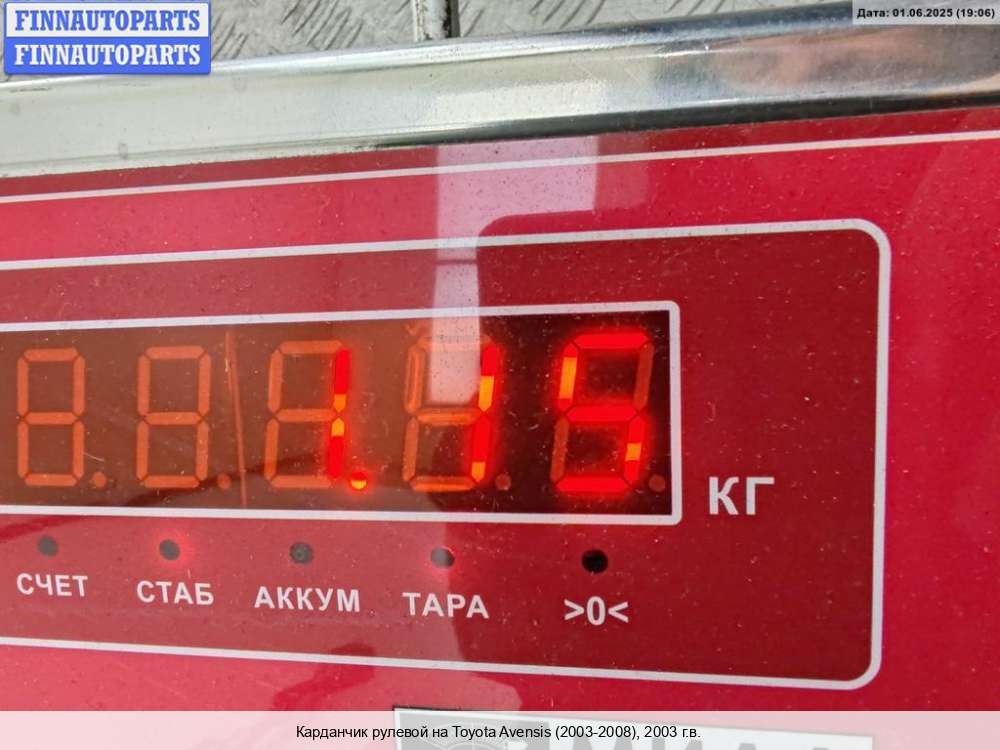 FINNAUTOPARTS
FINNAUTOPARTS
Дата: 01.06.2025 (19:06)
1.15
КГ
СЧЕТ СТАБ АККУМ ТАРА >0<
Карданчик рулевой на Toyota Avensis (2003-2008), 2003 г.в.